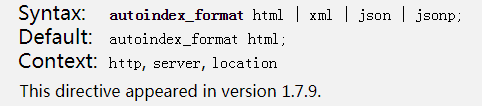 Syntax: autoindex_format html | xml | json | jsonp;
Default: autoindex_format html;
Context: http, server, location
This directive appeared in version 1.7.9.